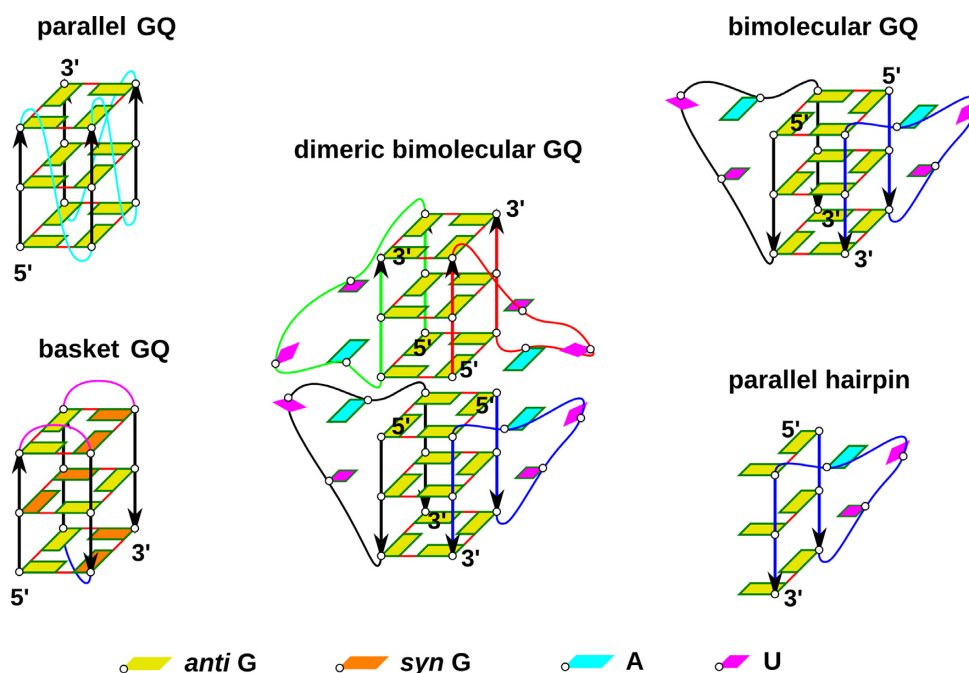 parallel GQ
3'
5'
bimolecular GQ
5'
5'
3'
3'
dimeric bimolecular GQ
3'
3'
5'
5'
5'
5'
3'
3'
basket GQ
3'
5'
parallel hairpin
5'
3'
anti G
syn G
A
U